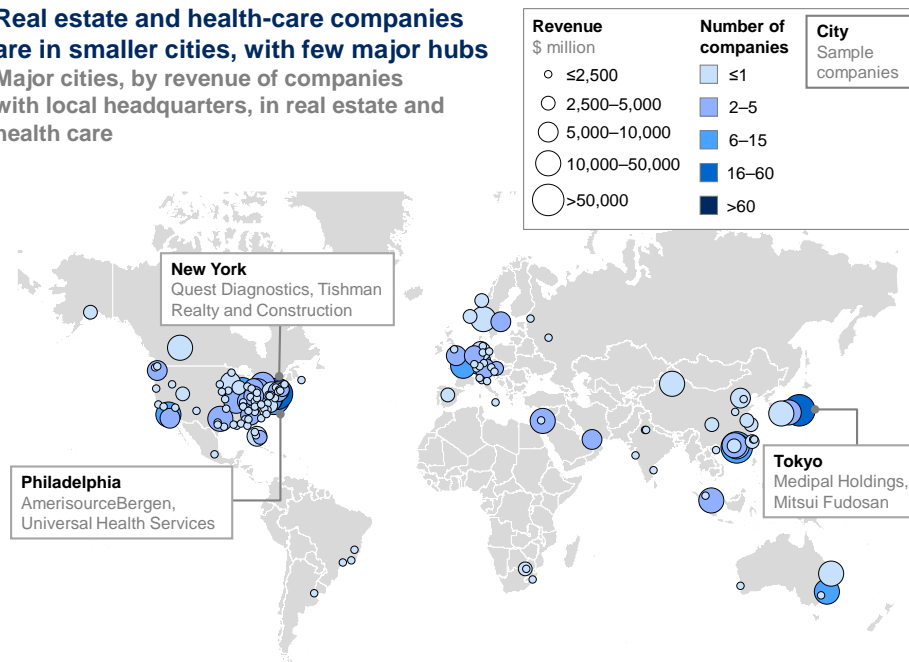 Real estate and health-care companies
are in smaller cities, with few major hubs
Major cities, by revenue of companies
with local headquarters, in real estate and
health care
Revenue
$ million
≤2,500
2,500–5,000
5,000–10,000
10,000–50,000
>50,000
Number of
companies
≤1
2–5
6–15
16–60
>60
City
Sample
companies
New York
Quest Diagnostics, Tishman
Realty and Construction
Philadelphia
AmerisourceBergen,
Universal Health Services
Tokyo
Medipal Holdings,
Mitsui Fudosan